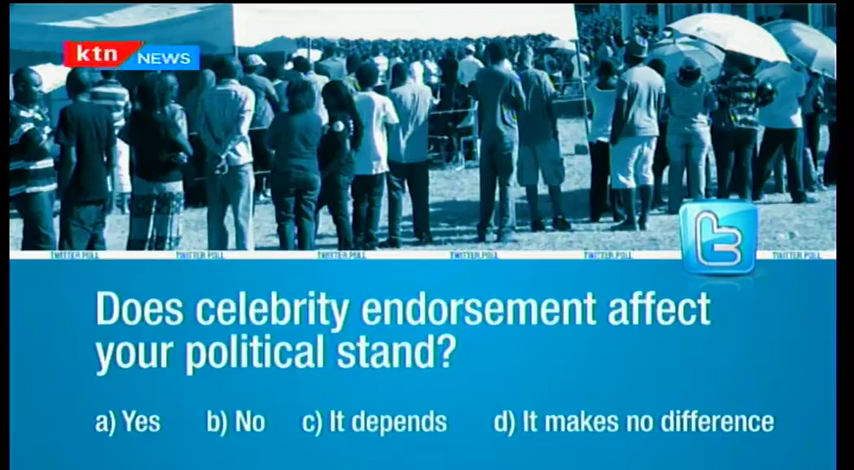 ktn
NEWS
TWITTER POLL TWITTER POLL TWITTER POLL TWITTER POLL TWITTER POLL TWITTER POLL
Does celebrity endorsement affect
your political stand?
a) Yes b) No c) It depends d) It makes no difference